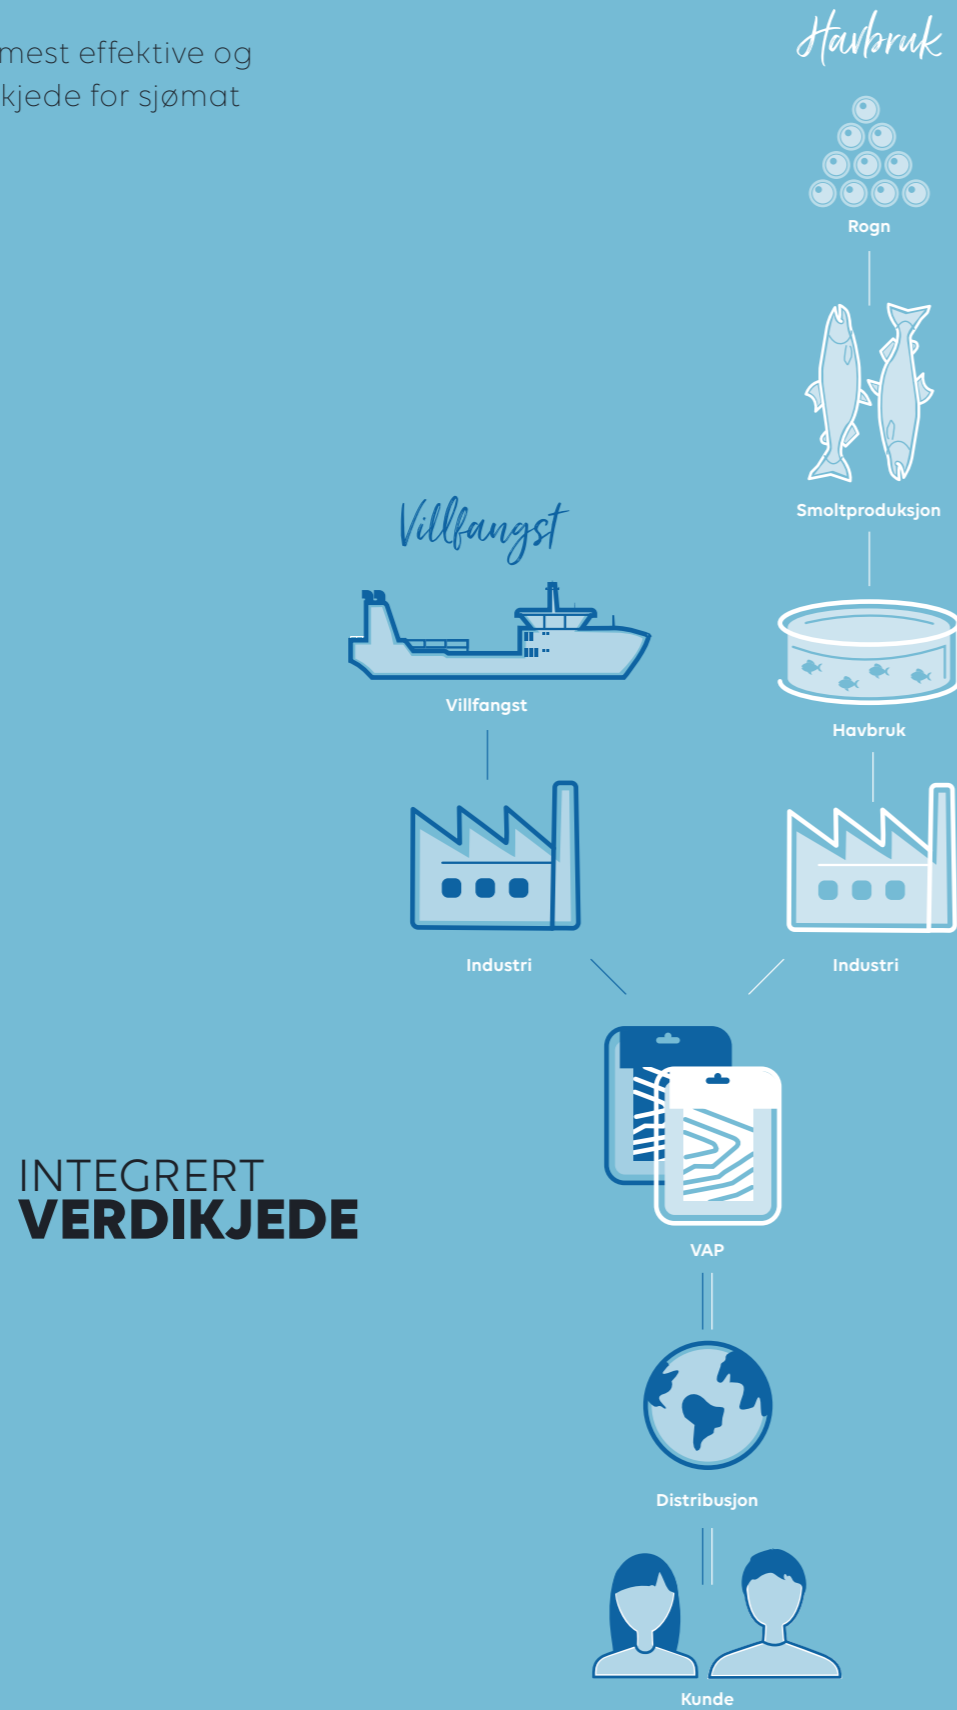 mest effektive og
kjede for sjømat
Havbruk
Rogn
Smoltproduksjon
Villfangst
Villfangst
Havbruk
Industri
Industri
INTEGRERT
VERDIKJEDE
VAP
Distribusjon
Kunde